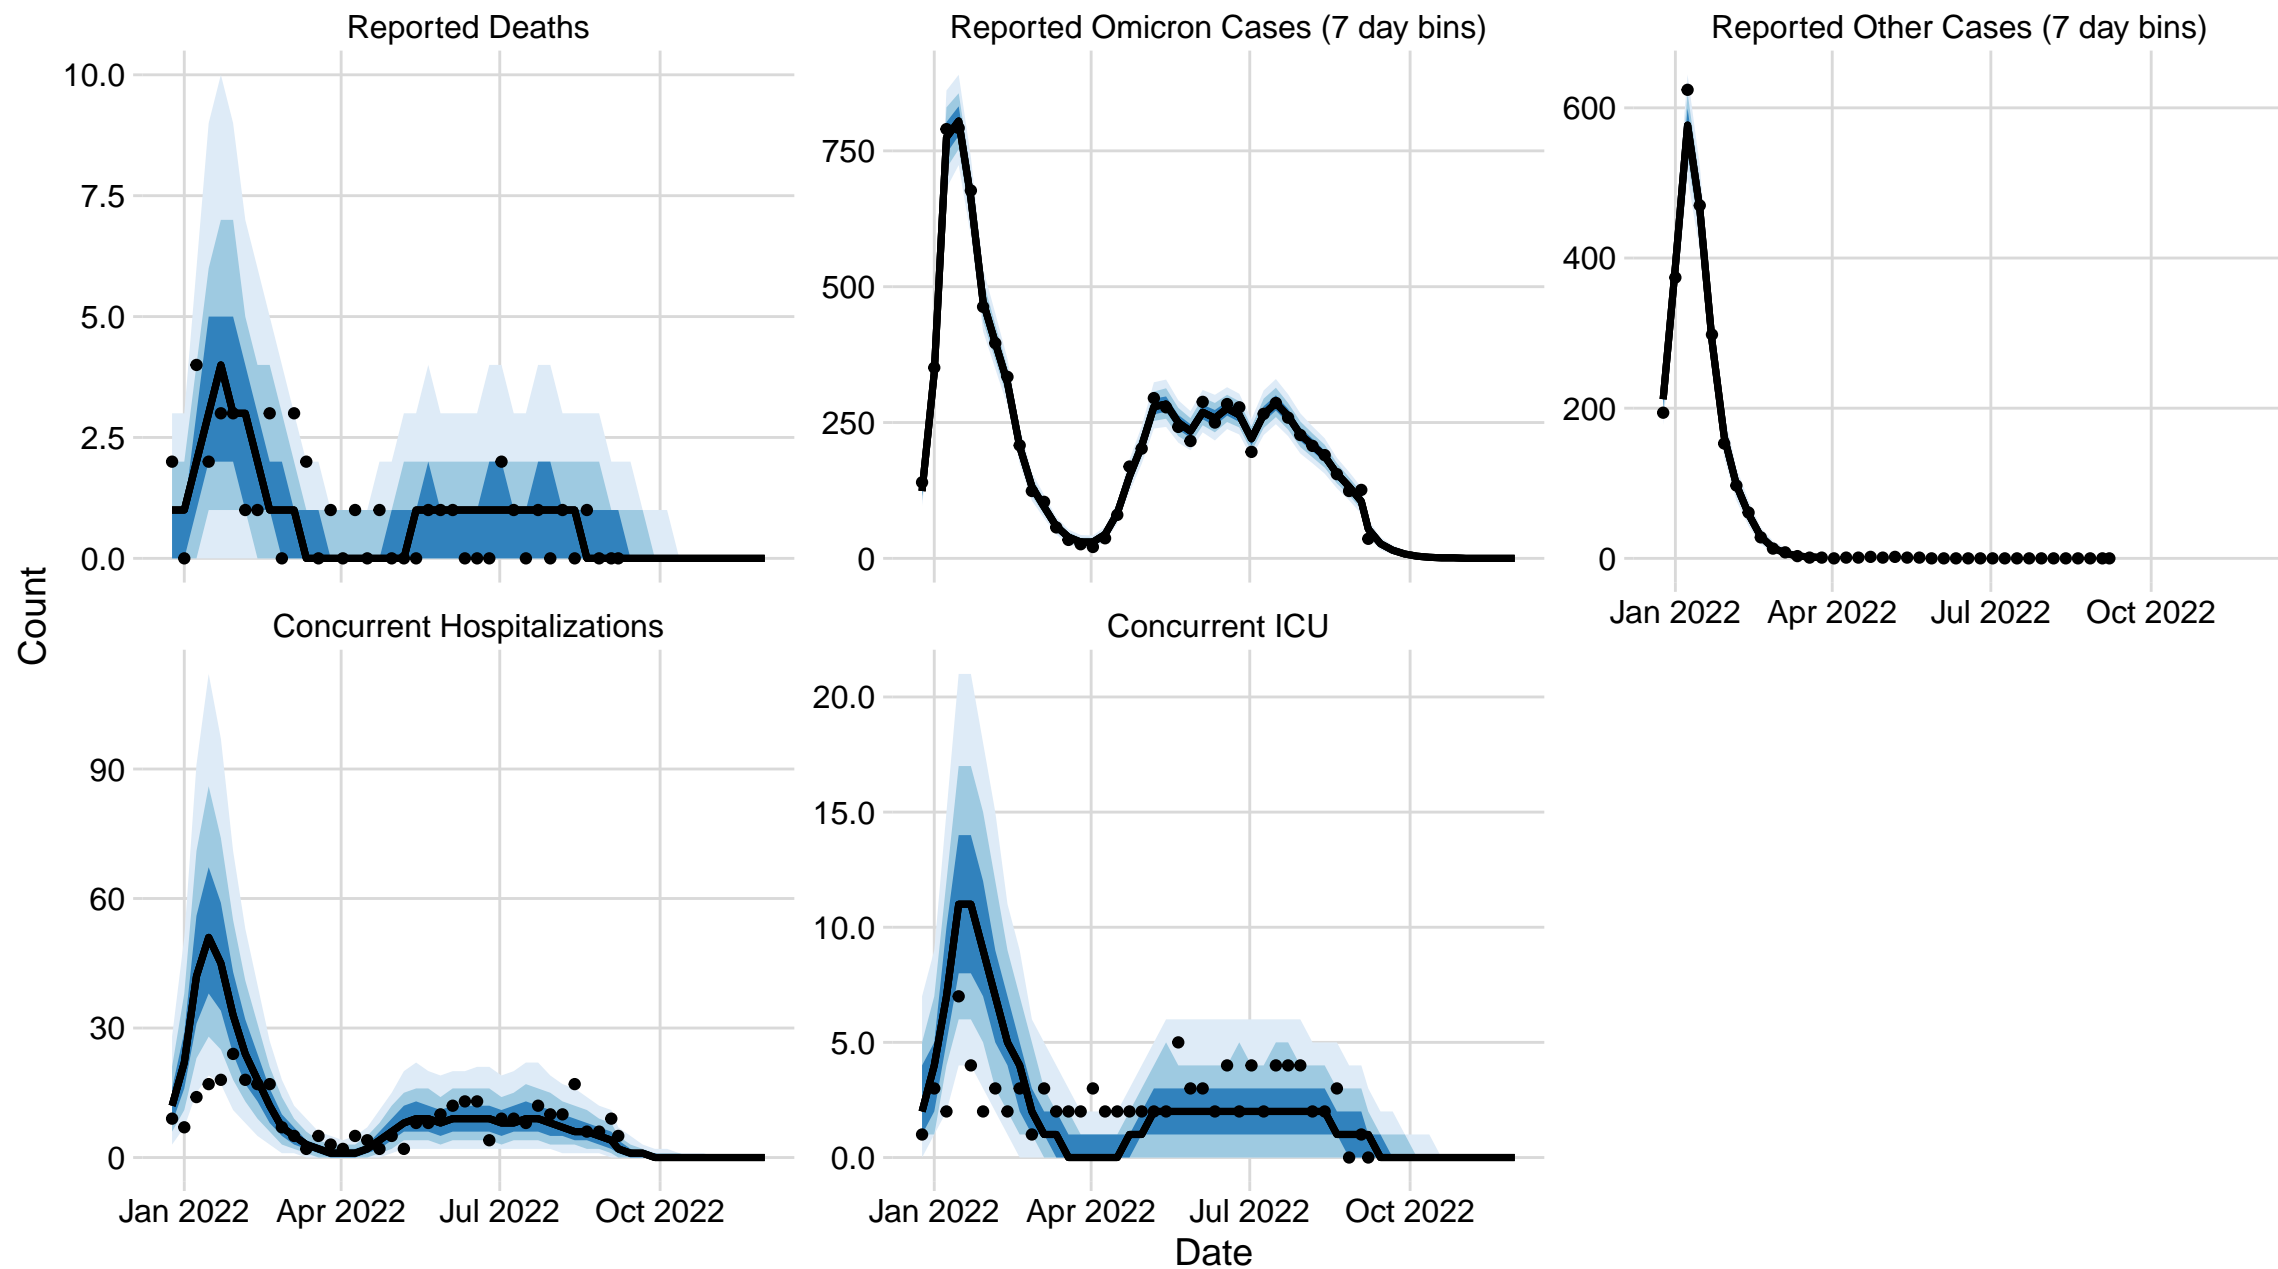 Reported Deaths
Reported Omicron Cases (7 day bins)
Reported Other Cases (7 day bins)
10.0
7.5
5.0
2.5
0.0
750
500
250
0
600
400
200
0
Jan 2022 Apr 2022 Jul 2022 Oct 2022
Count
Concurrent Hospitalizations
Concurrent ICU
90
60
30
0
20.0
15.0
10.0
5.0
0.0
Jan 2022 Apr 2022 Jul 2022 Oct 2022
Jan 2022 Apr 2022 Jul 2022 Oct 2022
Date